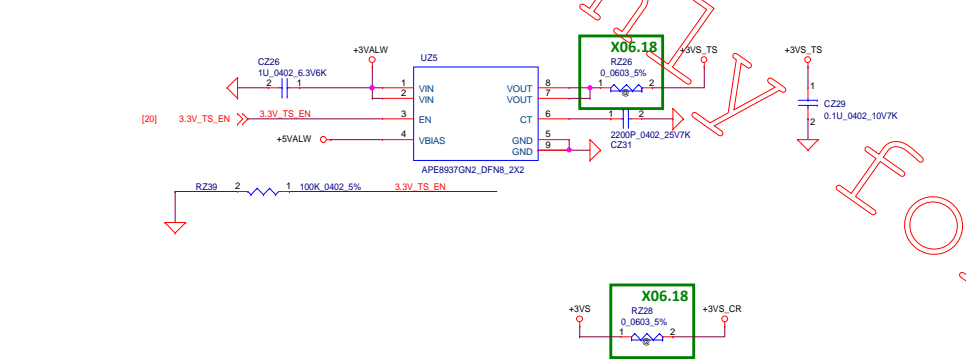 X06.18
+3VALW
+3VS_TS
+3VS_TS
UZ5
CZ26
1U_0402_6.3V6K
RZ26
0_0603_5%
2
1
1
VIN
VOUT
8
1
2
@
1
2
VIN
VOUT
7
CZ29
0.1U_0402_10V7K
2
[20]
3.3V_TS_EN
3.3V_TS_EN
3
EN
CT
6
1
2
2200P_0402_25V7K
CZ31
+5VALW
4
VBIAS
GND
5
GND
9
APE8937GN2_DFN8_2X2
RZ39
2
1
100K_0402_5%
3.3V_TS_EN
X06.18
+3VS
RZ28
0_0603_5%
+3VS_CR
1
2
@
y
fo